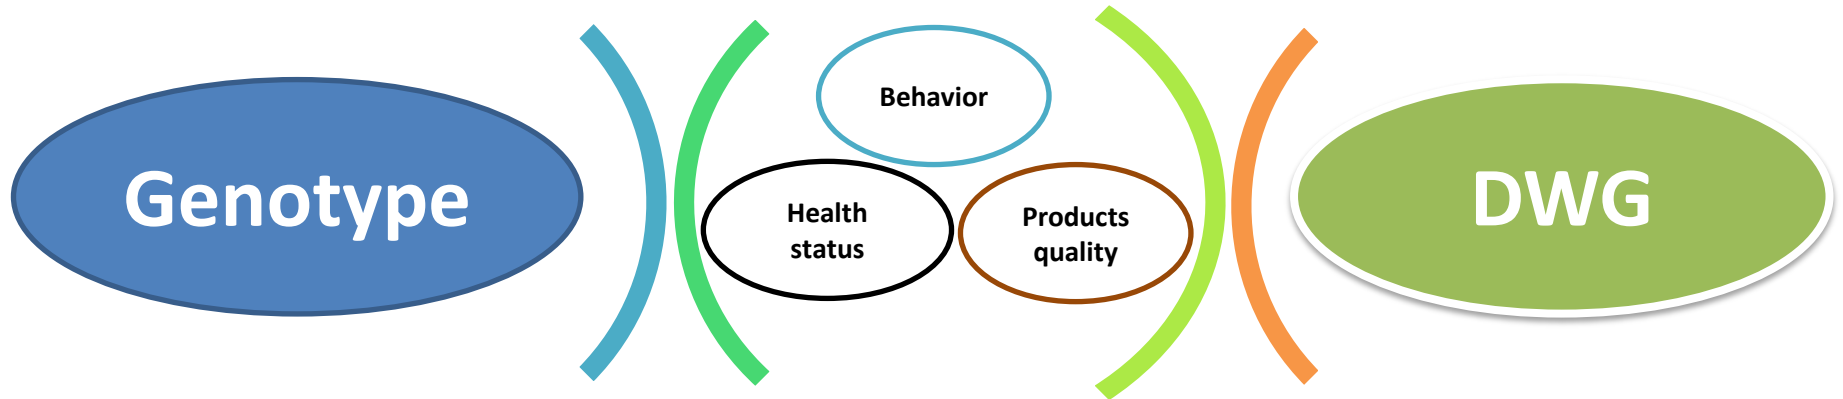 Genotype
Behavior
Health
status
Products
quality
DWG